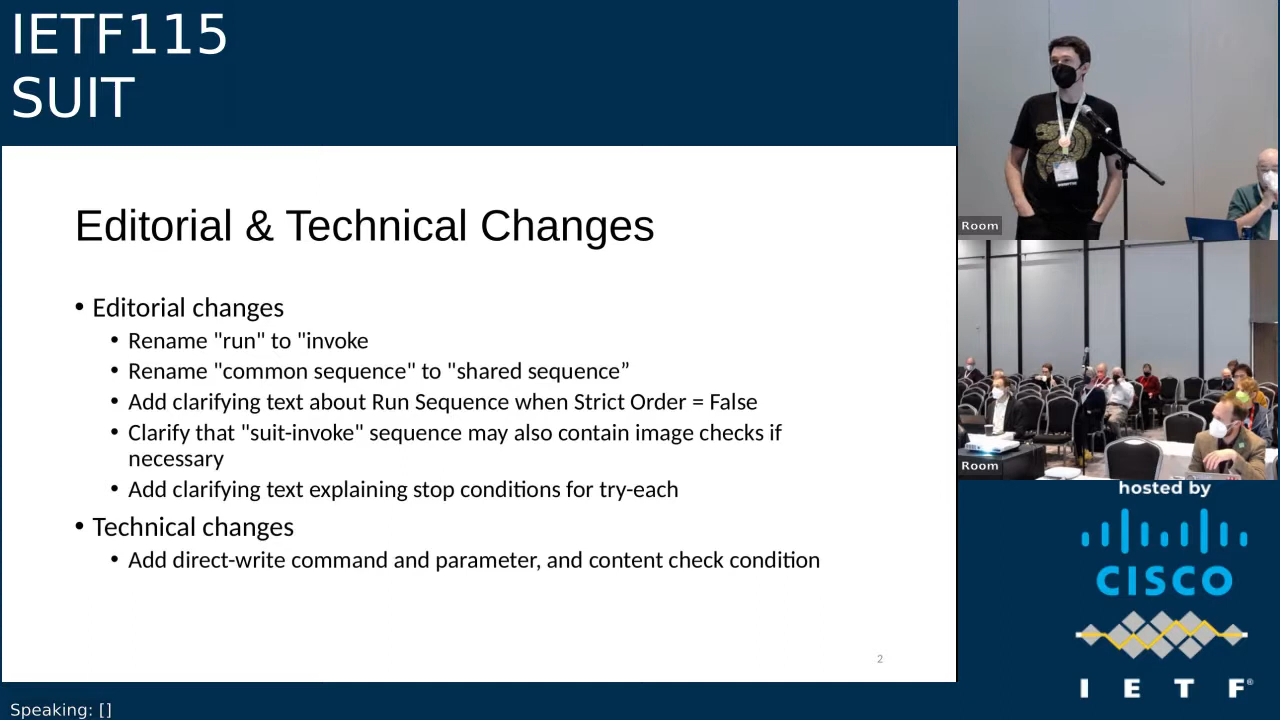 IETF115
SUIT
Editorial & Technical Changes
• Editorial changes
• Rename "run" to "invoke
• Rename "common sequence" to "shared sequence”
• Add clarifying text about Run Sequence when Strict Order = False
• Clarify that "suit-invoke" sequence may also contain image checks if
necessary
• Add clarifying text explaining stop conditions for try-each
• Technical changes
• Add direct-write command and parameter, and content check condition
2
Speaking: []
Room
Room
hosted by
CISCO
I E T F®